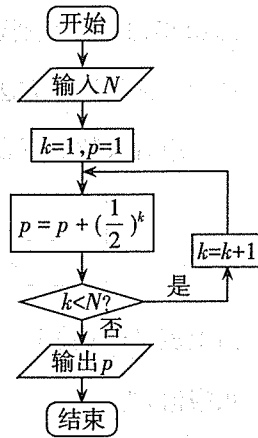 开始
输入N
k=1,p=1
p = p + (1/2)^k
k=k+1
k<N?
是
否
输出p
结束